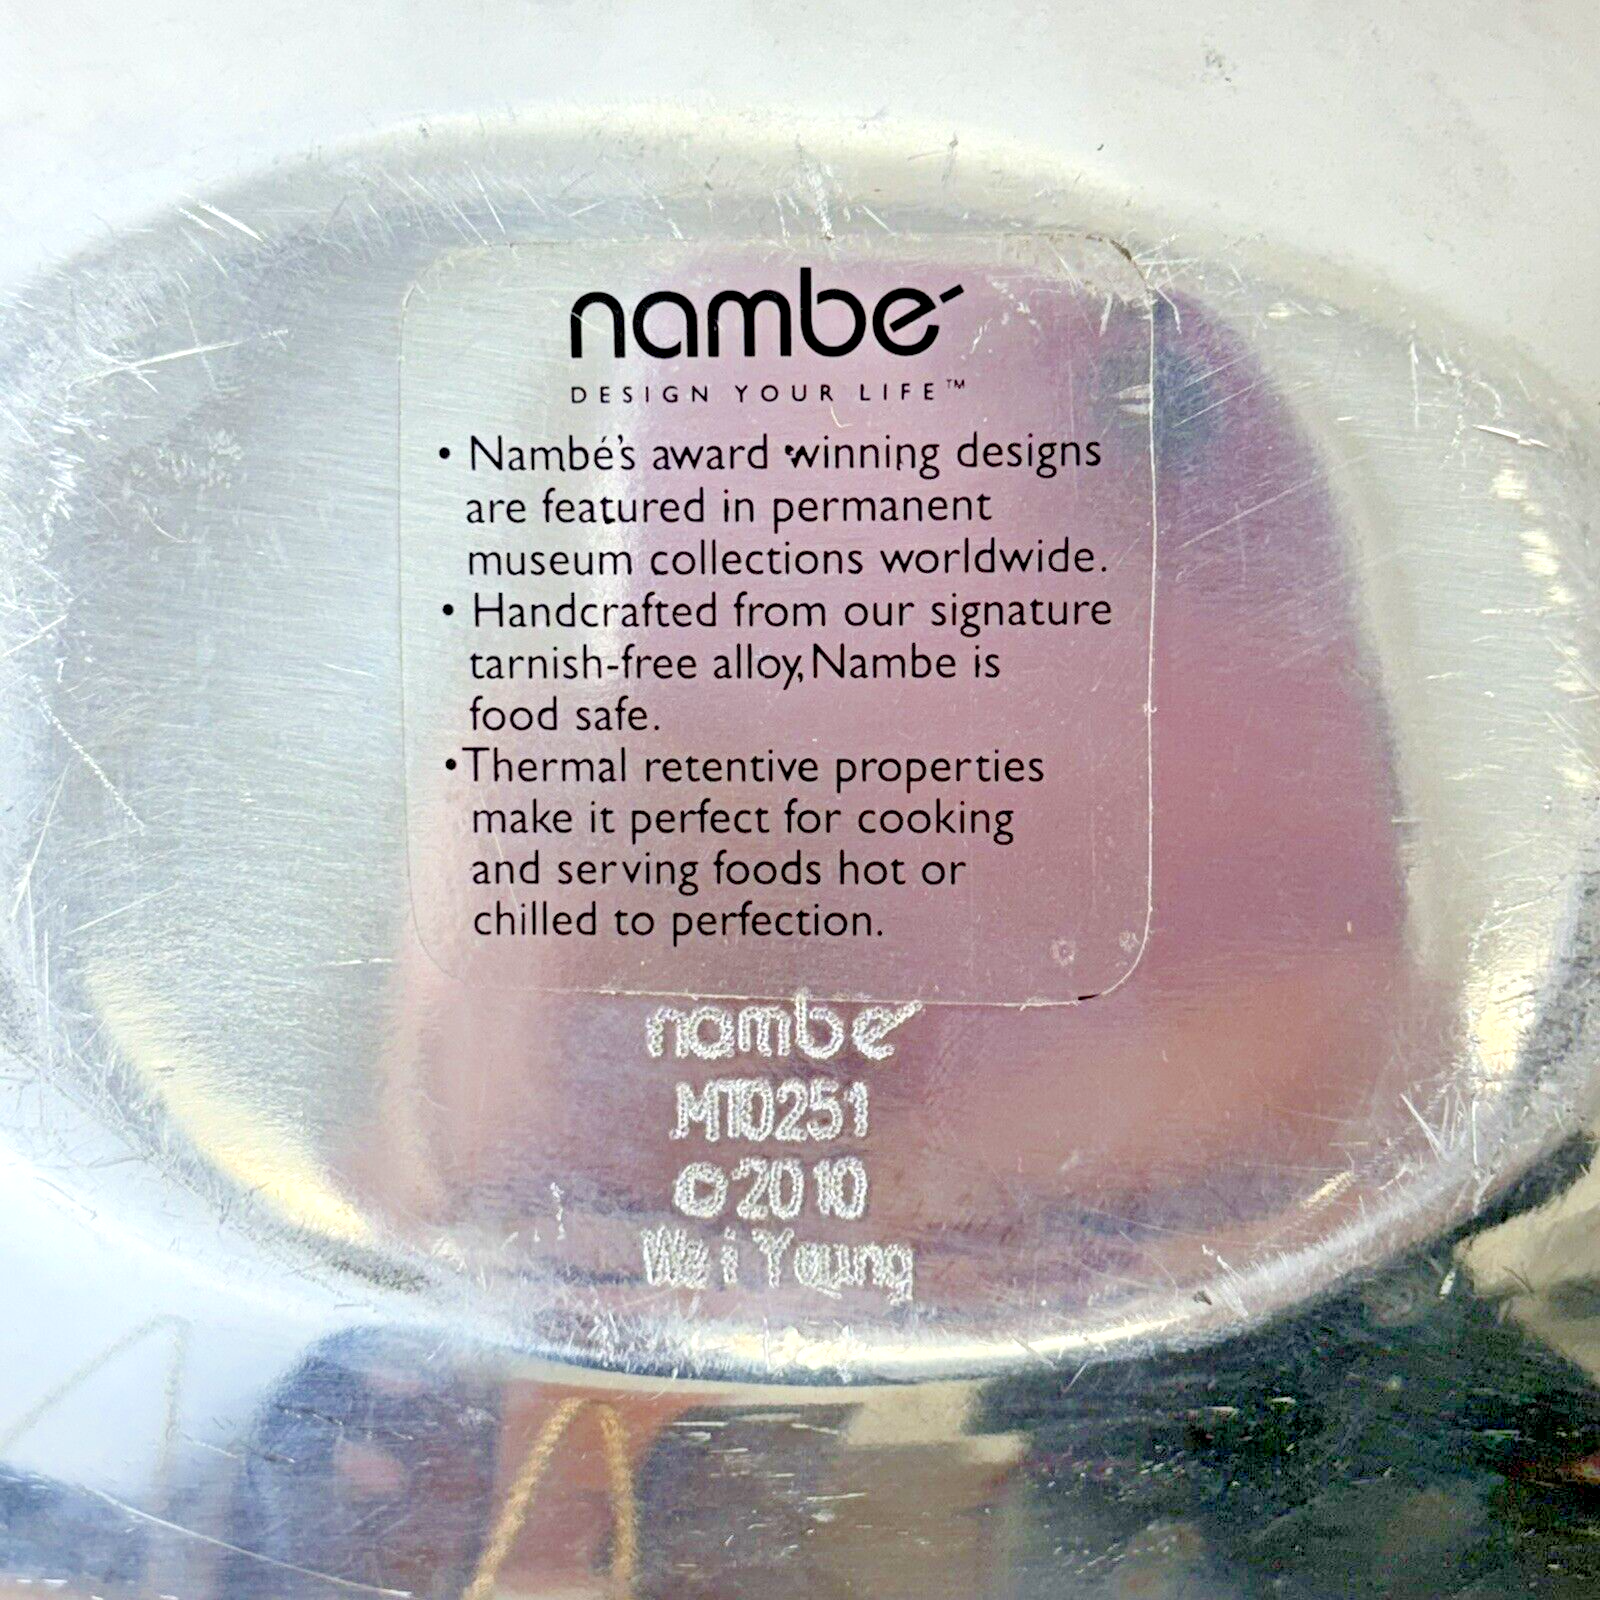 nambé
DESIGN YOUR LIFE™
• Nambé's award winning designs
are featured in permanent
museum collections worldwide.
• Handcrafted from our signature
tarnish-free alloy, Nambe is
food safe.
•Thermal retentive properties
make it perfect for cooking
and serving foods hot or
chilled to perfection.
nambé
MT0251
©2010
Wei Young